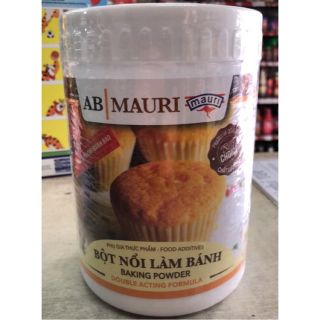 AB MAURI
mauri
PHỤ GIA THỰC PHẨM - FOOD ADDITIVES
BỘT NỔI LÀM BÁNH
BAKING POWDER
DOUBLE ACTING FORMULA